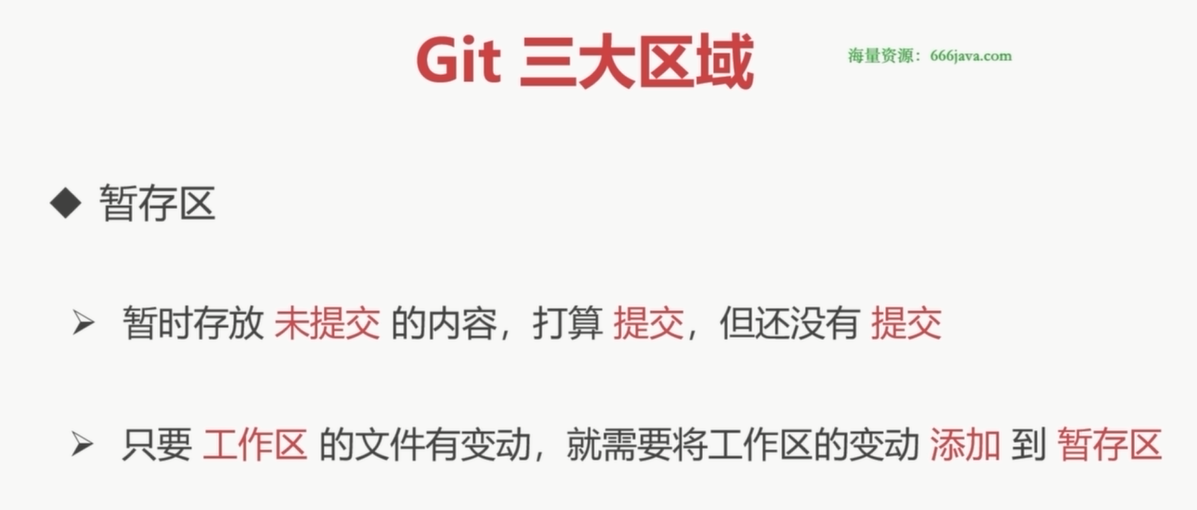 Git 三大区域
海量资源：666java.com
暂存区
暂时存放 未提交 的内容，打算 提交，但还没有 提交
只要 工作区 的文件有变动，就需要将工作区的变动 添加 到 暂存区